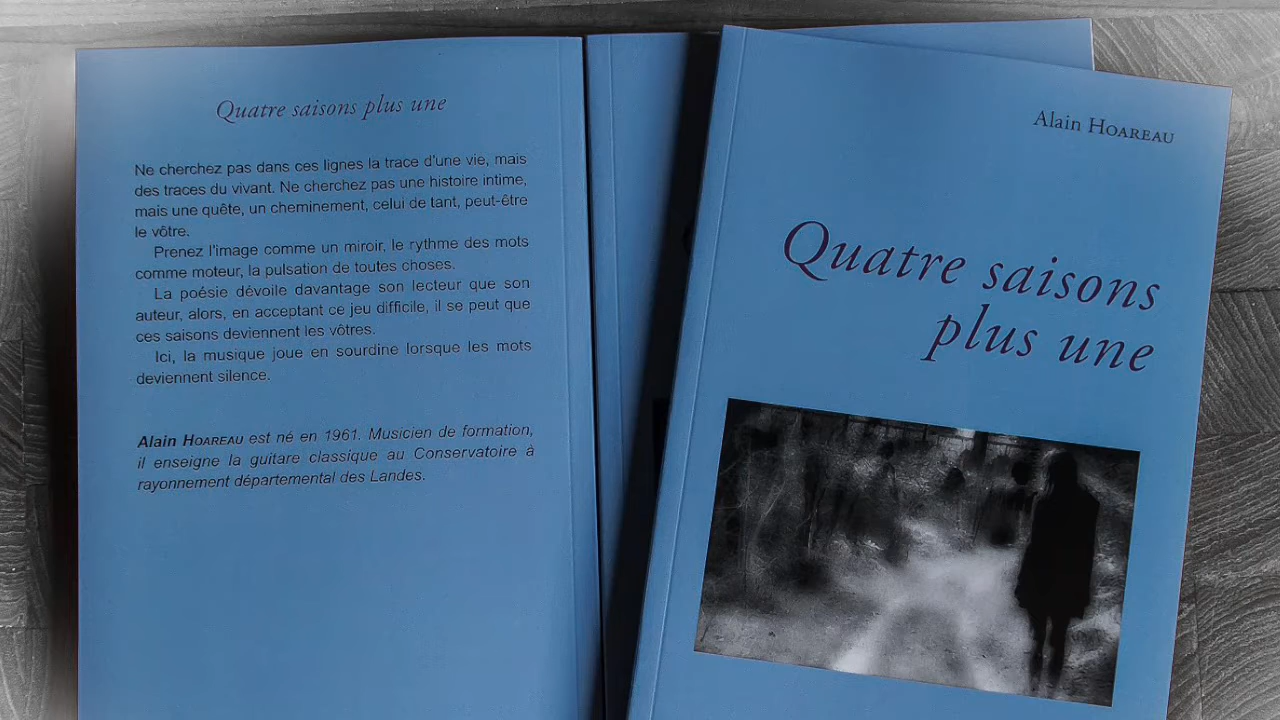 Quatre saisons plus une
Ne cherchez pas dans ces lignes la trace d'une vie, mais
des traces du vivant. Ne cherchez pas une histoire intime,
mais une quête, un cheminement, celui de tant, peut-être
le vôtre.
Prenez l'image comme un miroir, le rythme des mots
comme moteur, la pulsation de toutes choses.
La poésie dévoile davantage son lecteur que son
auteur, alors, en acceptant ce jeu difficile, il se peut que
ces saisons deviennent les vôtres.
Ici, la musique joue en sourdine lorsque les mots
deviennent silence.
Alain HOAREAU est né en 1961. Musicien de formation,
il enseigne la guitare classique au Conservatoire à
rayonnement départemental des Landes.
Alain HOAREAU
Quatre saisons
plus une